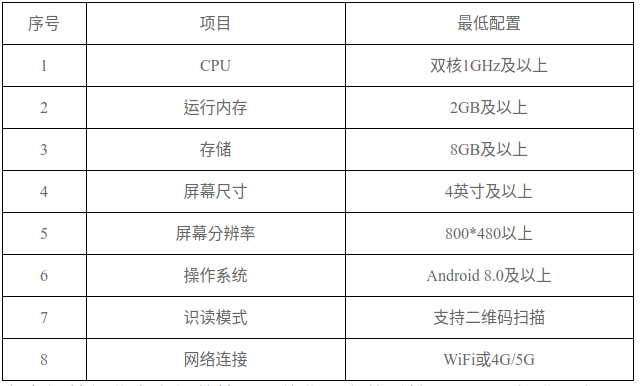 序号 项目 最低配置
1 CPU 双核1GHz及以上
2 运行内存 2GB及以上
3 存储 8GB及以上
4 屏幕尺寸 4英寸及以上
5 屏幕分辨率 800*480以上
6 操作系统 Android 8.0及以上
7 识读模式 支持二维码扫描
8 网络连接 WiFi或4G/5G